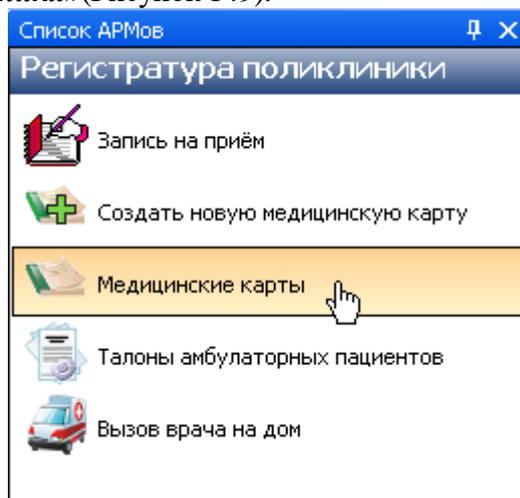 Список АРМов
Регистратура поликлиники
Запись на приём
Создать новую медицинскую карту
Медицинские карты
Талоны амбулаторных пациентов
Вызов врача на дом